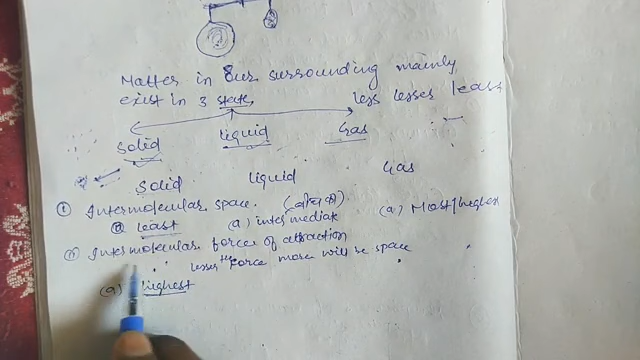 Matter in our surrounding mainly
exist in 3 state
less lesser least
Solid liquid Gas
Solid liquid Gas
(i) Intermolecular space.
(a) least (a) intermediate (a) Most/highest
(ii) Intermolecular force of attraction
lesser the force more will be space
(a) highest